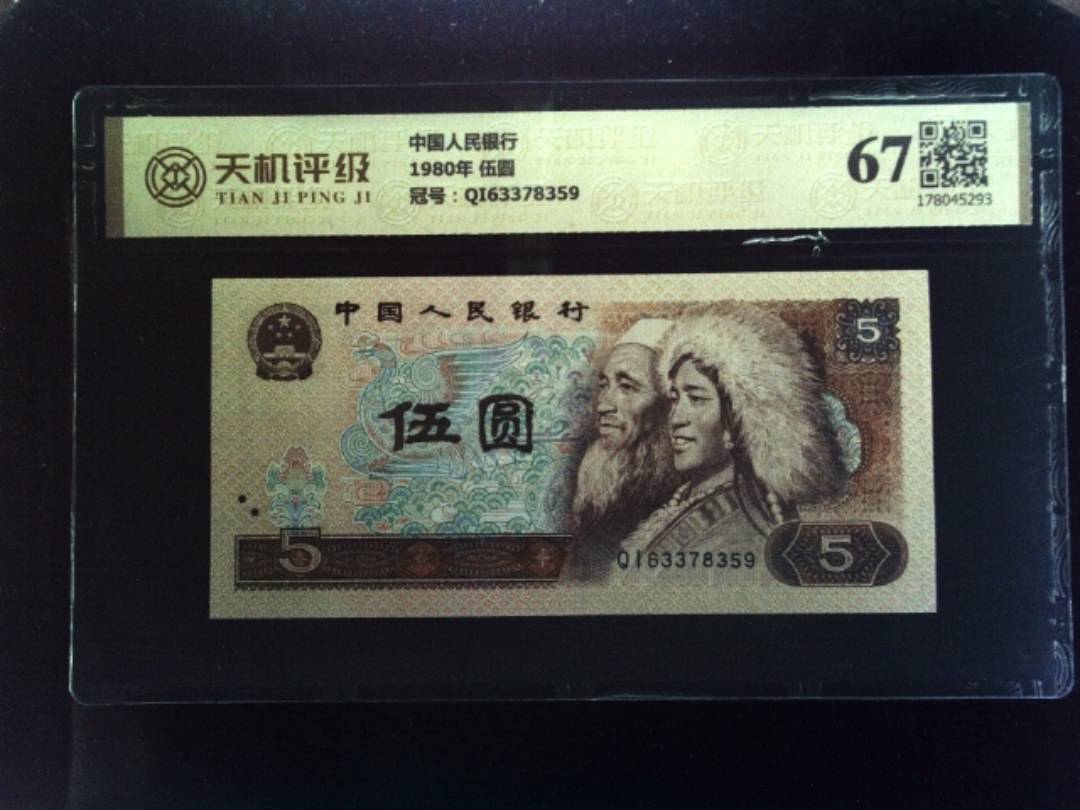 天机评级
TIAN JI PING JI
中国人民银行
1980年 伍圆
冠号：QI63378359
67
178045293
中国人民银行
5
伍圆
5
QI63378359
5